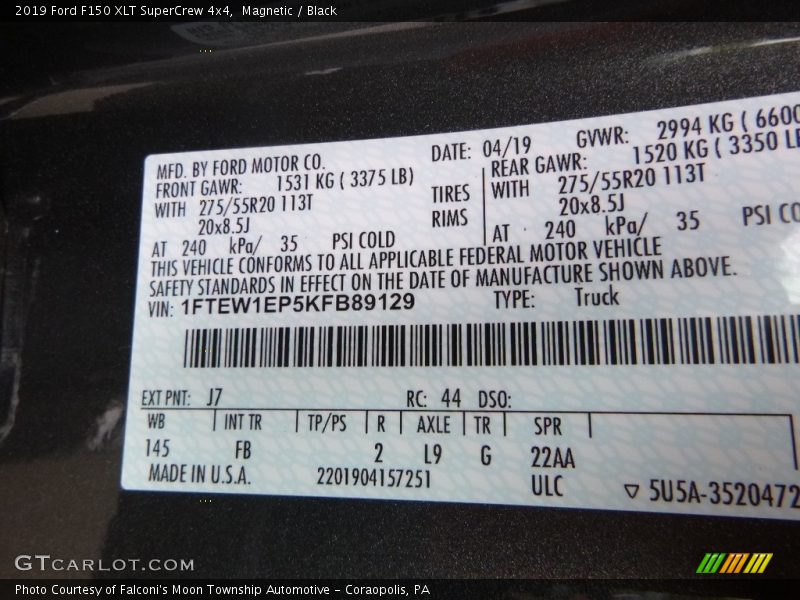 2019 Ford F150 XLT SuperCrew 4x4,  Magnetic / Black
MFD. BY FORD MOTOR CO. DATE: 04/19 GVWR: 2994 KG ( 6600
FRONT GAWR: 1531 KG ( 3375 LB) REAR GAWR: 1520 KG ( 3350 LB
WITH 275/55R20 113T TIRES WITH 275/55R20 113T
20x8.5J RIMS 20x8.5J
AT 240 kPa/ 35 PSI COLD AT 240 kPa/ 35 PSI CO
THIS VEHICLE CONFORMS TO ALL APPLICABLE FEDERAL MOTOR VEHICLE
SAFETY STANDARDS IN EFFECT ON THE DATE OF MANUFACTURE SHOWN ABOVE.
VIN: 1FTEW1EP5KFB89129 TYPE: Truck
EXT PNT: J7 RC: 44 DSO:
WB INT TR TP/PS R AXLE TR SPR
145 FB 2 L9 G 22AA
MADE IN U.S.A. 2201904157251 ULC ▽ 5U5A-3520472
GTCARLOT.COM
Photo Courtesy of Falconi's Moon Township Automotive - Coraopolis, PA